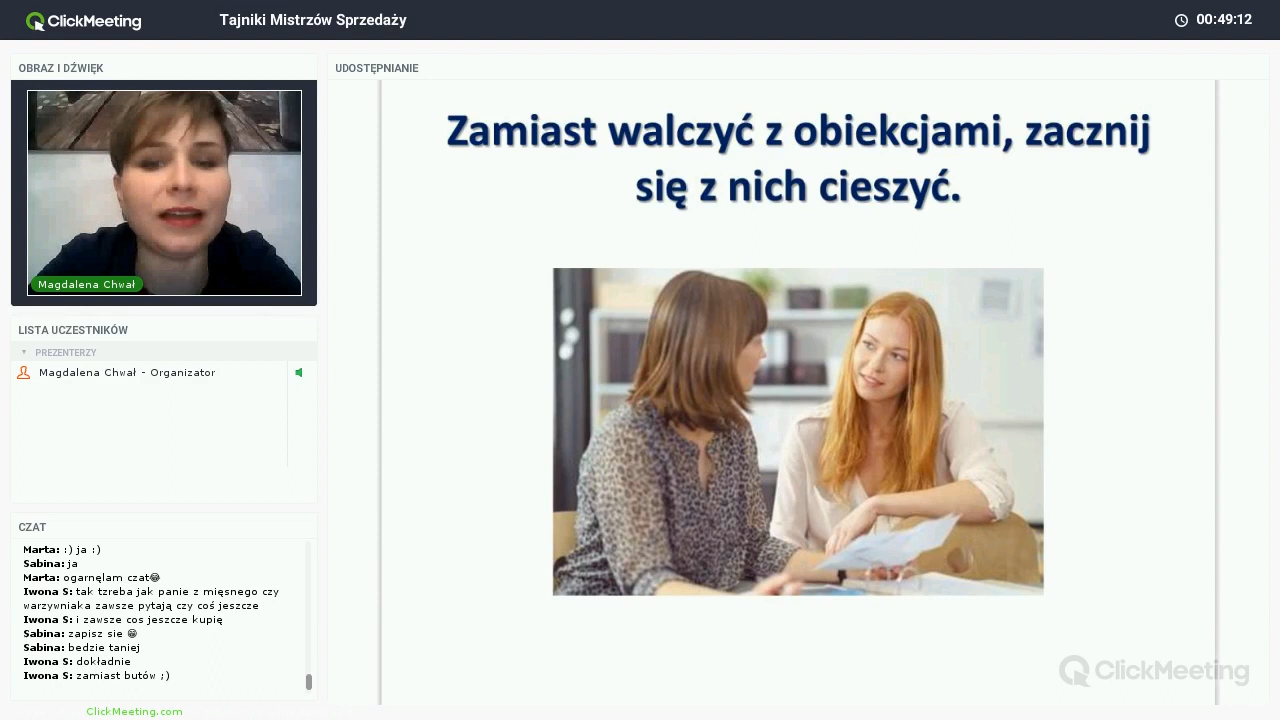 ClickMeeting
Tajniki Mistrzów Sprzedaży
00:49:12
OBRAZ I DŹWIĘK
Magdalena Chwał
LISTA UCZESTNIKÓW
PREZENTERZY
Magdalena Chwał - Organizator
CZAT
Marta: :) ja :)
Sabina: ja
Marta: ogarnęlam czat😂
Iwona S: tak tzreba jak panie z mięsnego czy
warzywniaka zawsze pytają czy coś jeszcze
Iwona S: i zawsze cos jeszcze kupię
Sabina: zapisz sie 😁
Sabina: bedzie taniej
Iwona S: dokładnie
Iwona S: zamiast butów ;)
ClickMeeting.com
UDOSTĘPNIANIE
Zamiast walczyć z obiekcjami, zacznij
się z nich cieszyć.
ClickMeeting